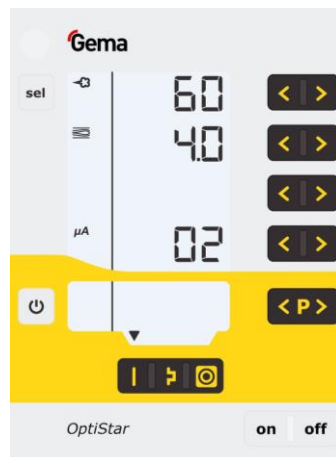 Gema
sel
60
4.0
μA
02
< >
< >
< >
< >
< P >
OptiStar
on off